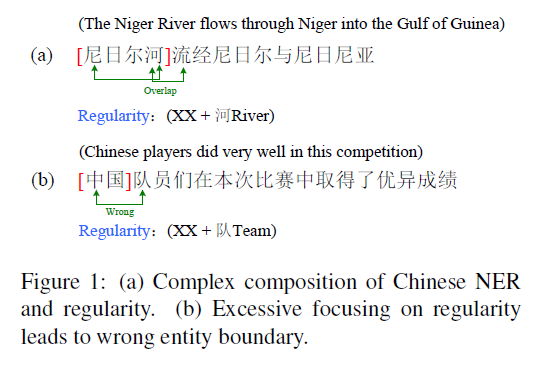 (The Niger River flows through Niger into the Gulf of Guinea)
(a) [尼日尔河]流经尼日尔与尼日尼亚
Overlap
Regularity: (XX + 河River)
(Chinese players did very well in this competition)
(b) [中国]队员们在本次比赛中取得了优异成绩
Wrong
Regularity: (XX + 队Team)
Figure 1: (a) Complex composition of Chinese NER
and regularity. (b) Excessive focusing on regularity
leads to wrong entity boundary.